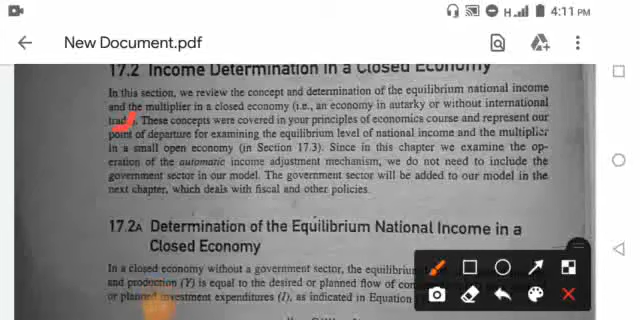 4:11 PM
New Document.pdf
17.2 Income Determination in a Closed Economy
In this section, we review the concept and determination of the equilibrium national income
and the multiplier in a closed economy (i.e., an economy in autarky or without international
trade). These concepts were covered in your principles of economics course and represent our
point of departure for examining the equilibrium level of national income and the multiplier
in a small open economy (in Section 17.3). Since in this chapter we examine the op-
eration of the automatic income adjustment mechanism, we do not need to include the
government sector in our model. The government sector will be added to our model in the
next chapter, which deals with fiscal and other policies.
17.2A Determination of the Equilibrium National Income in a
Closed Economy
In a closed economy without a government sector, the equilibrium
and production (Y) is equal to the desired or planned flow of
or planned investment expenditures (I), as indicated in Equation